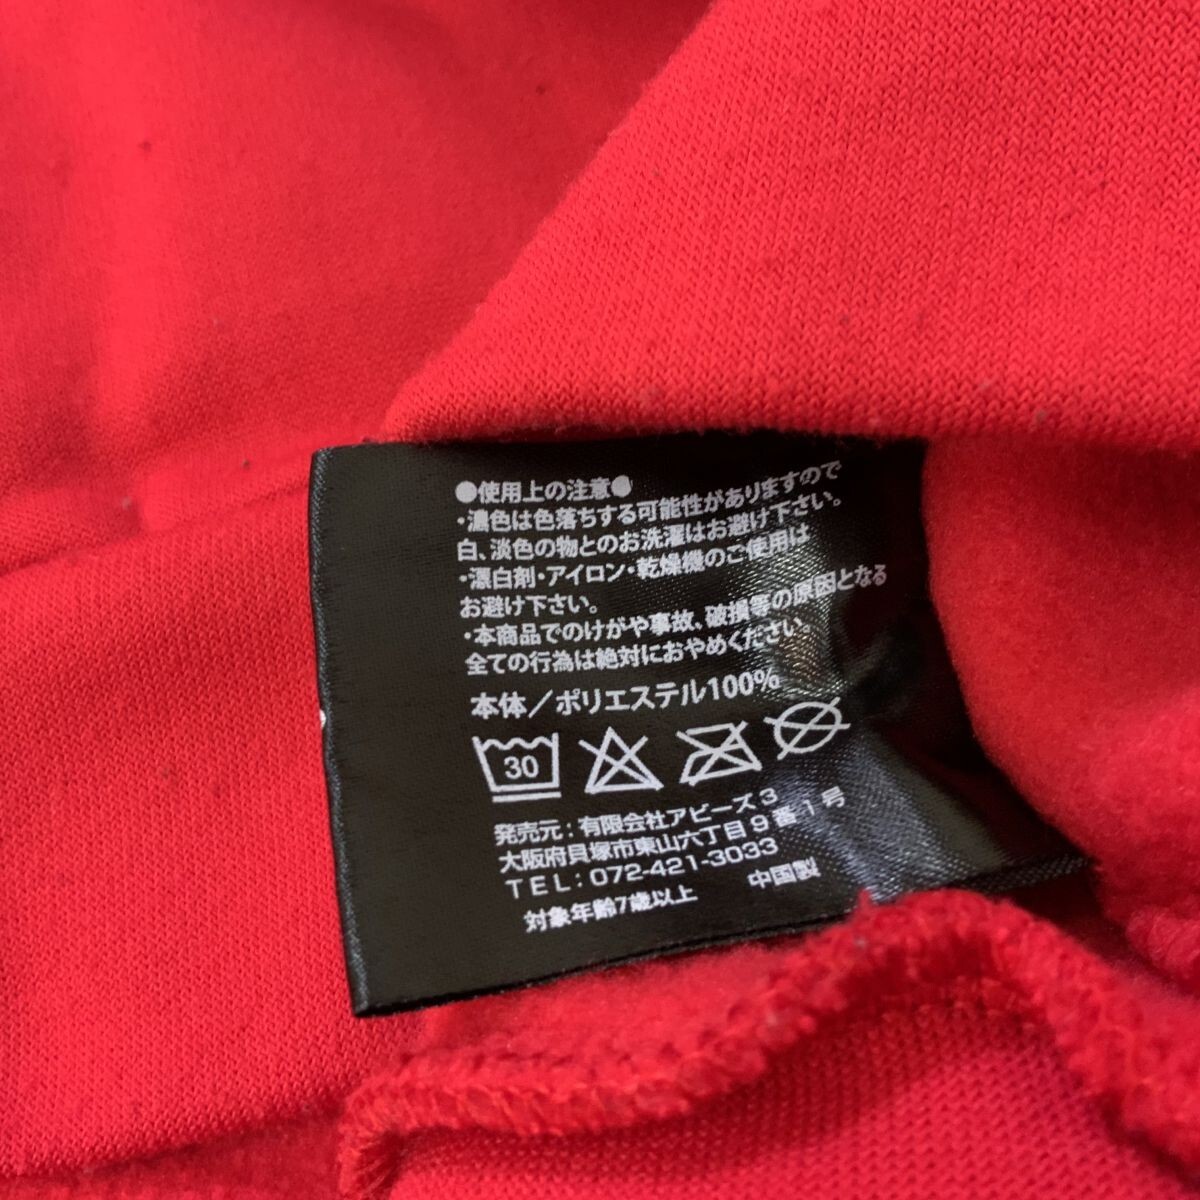 ●使用上の注意●
・濃色は色落ちする可能性がありますので
白、淡色の物とのお洗濯はお避け下さい。
・漂白剤・アイロン・乾燥機のご使用は
お避け下さい。
・本商品でのけがや事故、破損等の原因となる
全ての行為は絶対におやめください。
本体／ポリエステル100%
30
発売元：有限会社アビーズ3
大阪府貝塚市東山六丁目9番1号
TEL：072-421-3033
対象年齢7歳以上 中国製